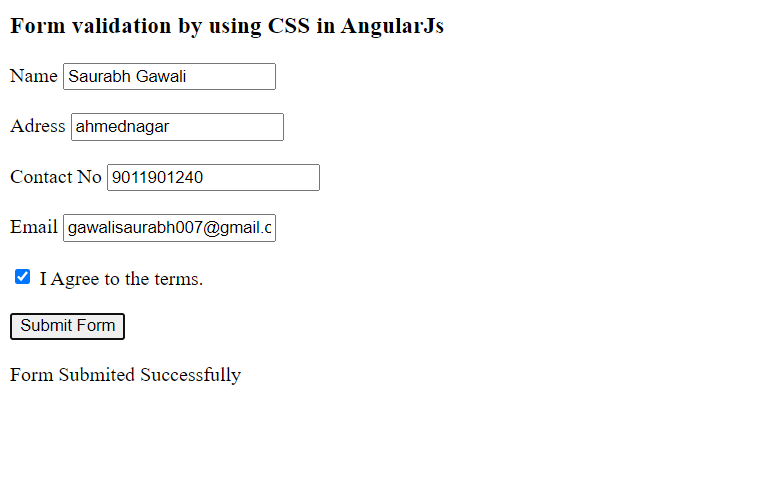 Form validation by using CSS in AngularJs
Name Saurabh Gawali
Adress ahmednagar
Contact No 9011901240
Email gawalisaurabh007@gmail.c
I Agree to the terms.
Submit Form
Form Submited Successfully